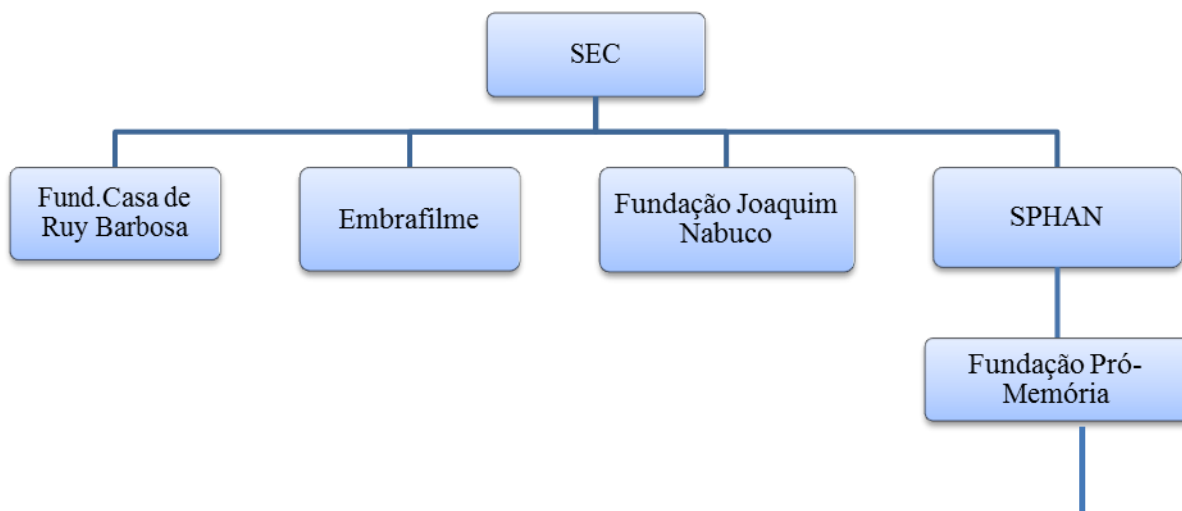 SEC
Fund.Casa de
Ruy Barbosa
Embrafilme
Fundação Joaquim
Nabuco
SPHAN
Fundação Pró-
Memória